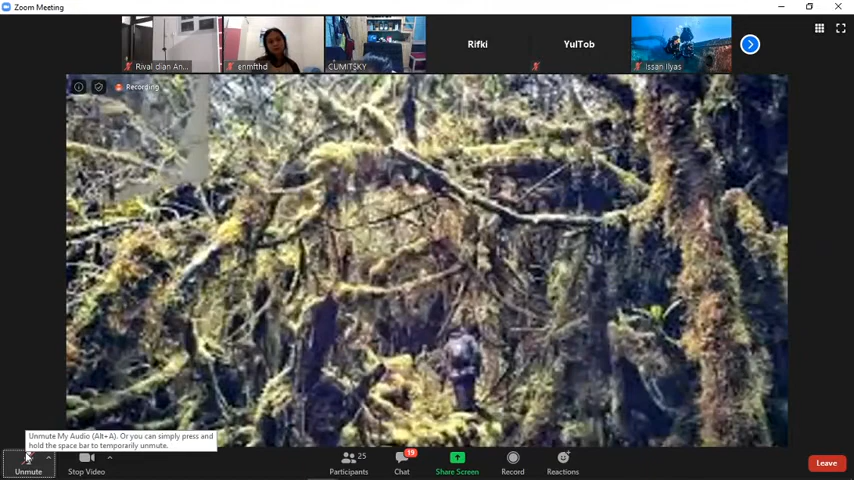 Zoom Meeting
Rival dian An...
enmfthd
CUMITSKY
Rifki
YulTob
Issan Ilyas
Recording
Unmute My Audio (Alt+A). Or you can simply press and
hold the space bar to temporarily unmute.
Unmute
Stop Video
25
Participants
19
Chat
Share Screen
Record
Reactions
Leave